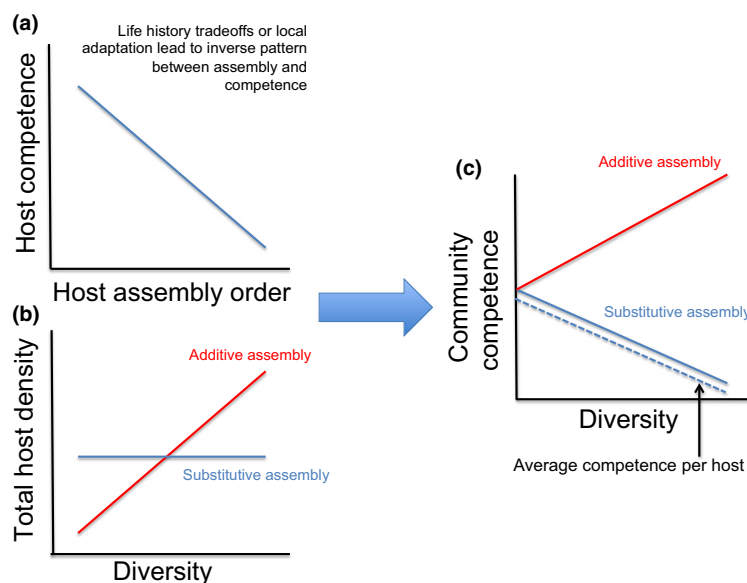 (a)
Life history tradeoffs or local
adaptation lead to inverse pattern
between assembly and
competence
Host competence
Host assembly order
(b)
Additive assembly
Substitutive assembly
Total host density
Diversity
(c)
Additive assembly
Substitutive assembly
Community
competence
Diversity
Average competence per host